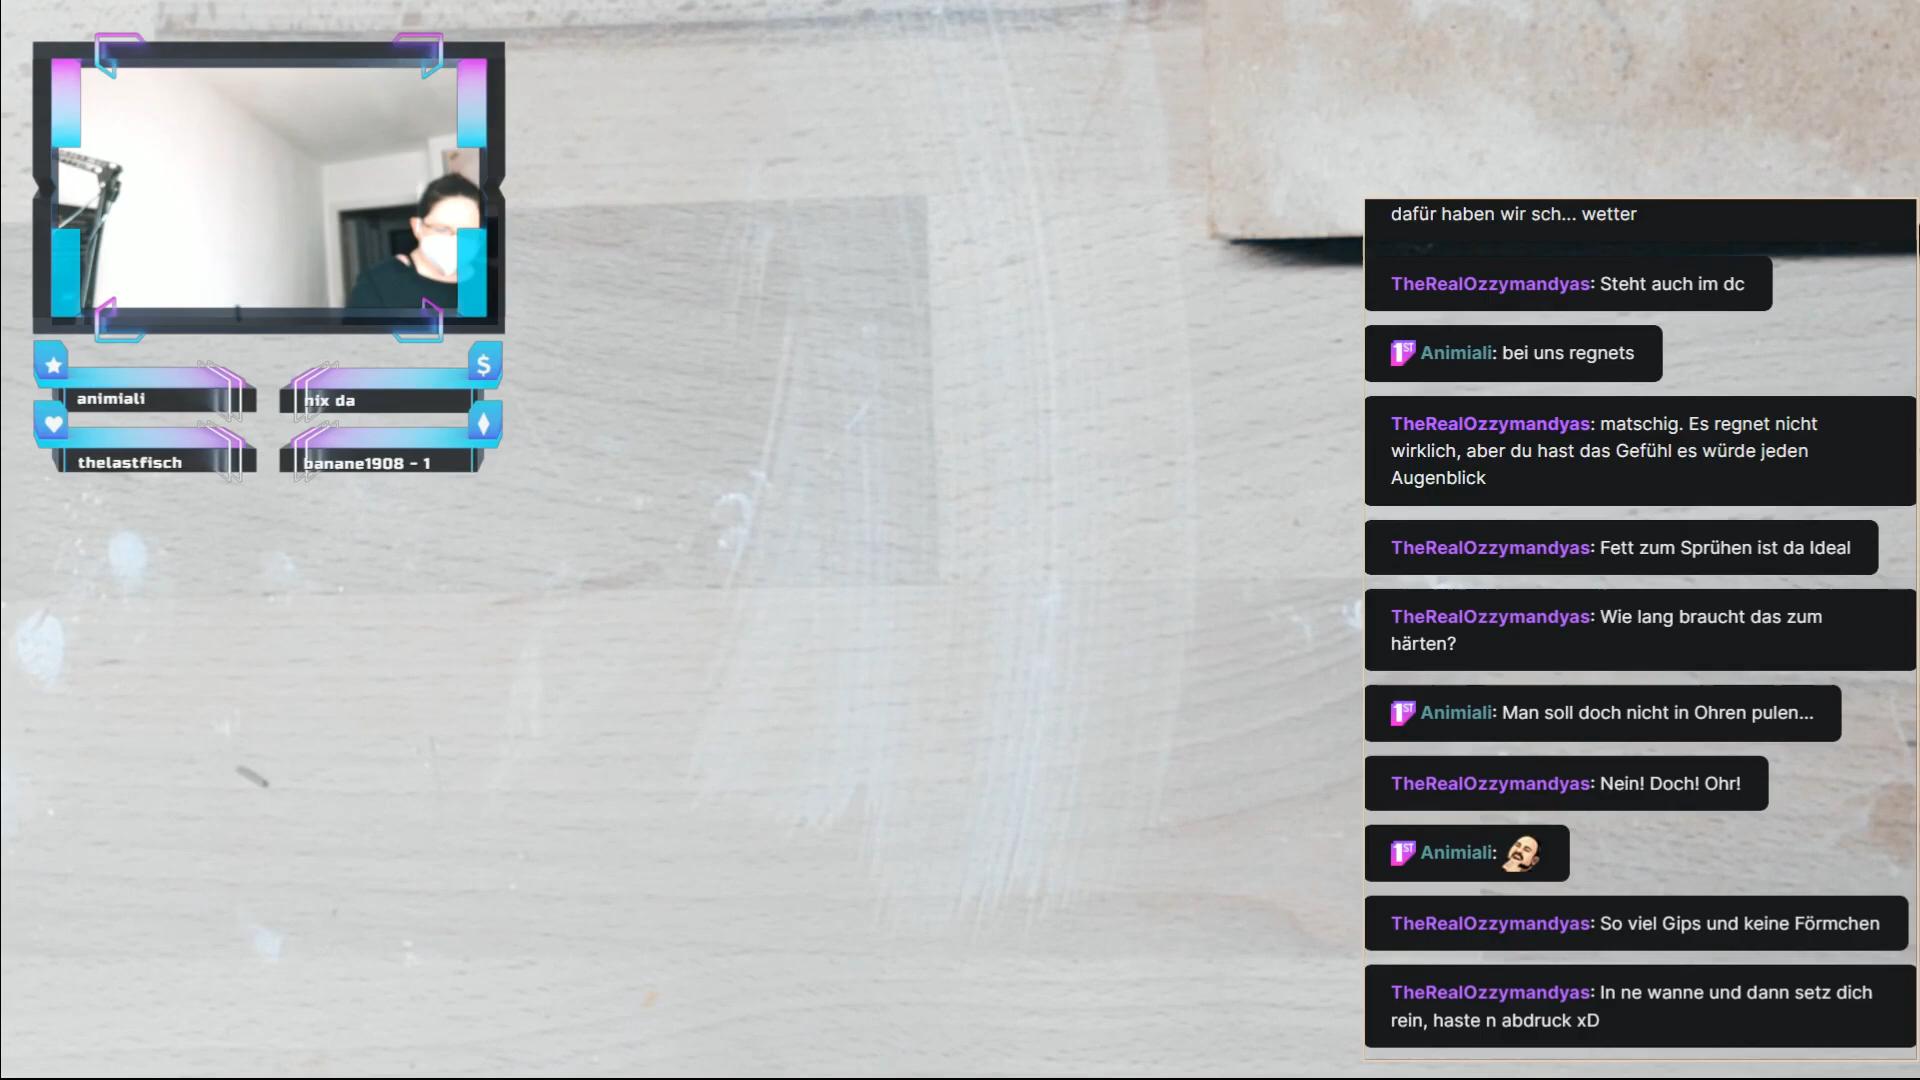 animiali
nix da
thelastfisch
banane1908 - 1
dafür haben wir sch... wetter
TheRealOzzymandyas: Steht auch im dc
1ST Animiali: bei uns regnets
TheRealOzzymandyas: matschig. Es regnet nicht
wirklich, aber du hast das Gefühl es würde jeden
Augenblick
TheRealOzzymandyas: Fett zum Sprühen ist da Ideal
TheRealOzzymandyas: Wie lang braucht das zum
härten?
1ST Animiali: Man soll doch nicht in Ohren pulen...
TheRealOzzymandyas: Nein! Doch! Ohr!
1ST Animiali:
TheRealOzzymandyas: So viel Gips und keine Förmchen
TheRealOzzymandyas: In ne wanne und dann setz dich
rein, haste n abdruck xD